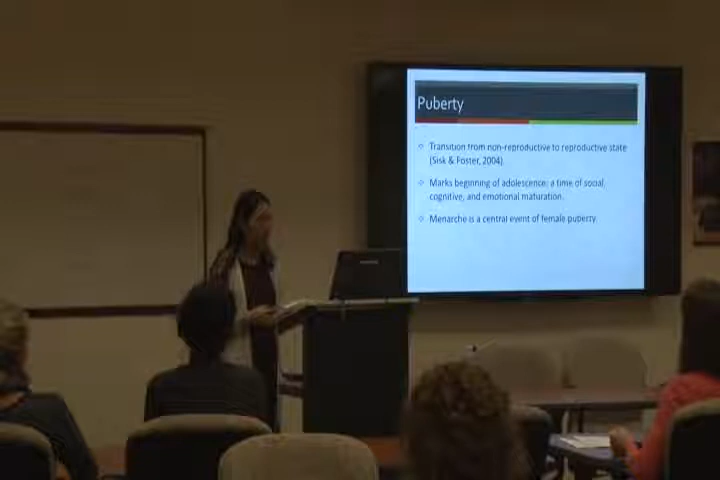 Puberty
Transition from non-reproductive to reproductive state
(Sisk & Foster, 2004).
Marks beginning of adolescence: a time of social,
cognitive, and emotional maturation.
Menarche is a central event of female puberty.